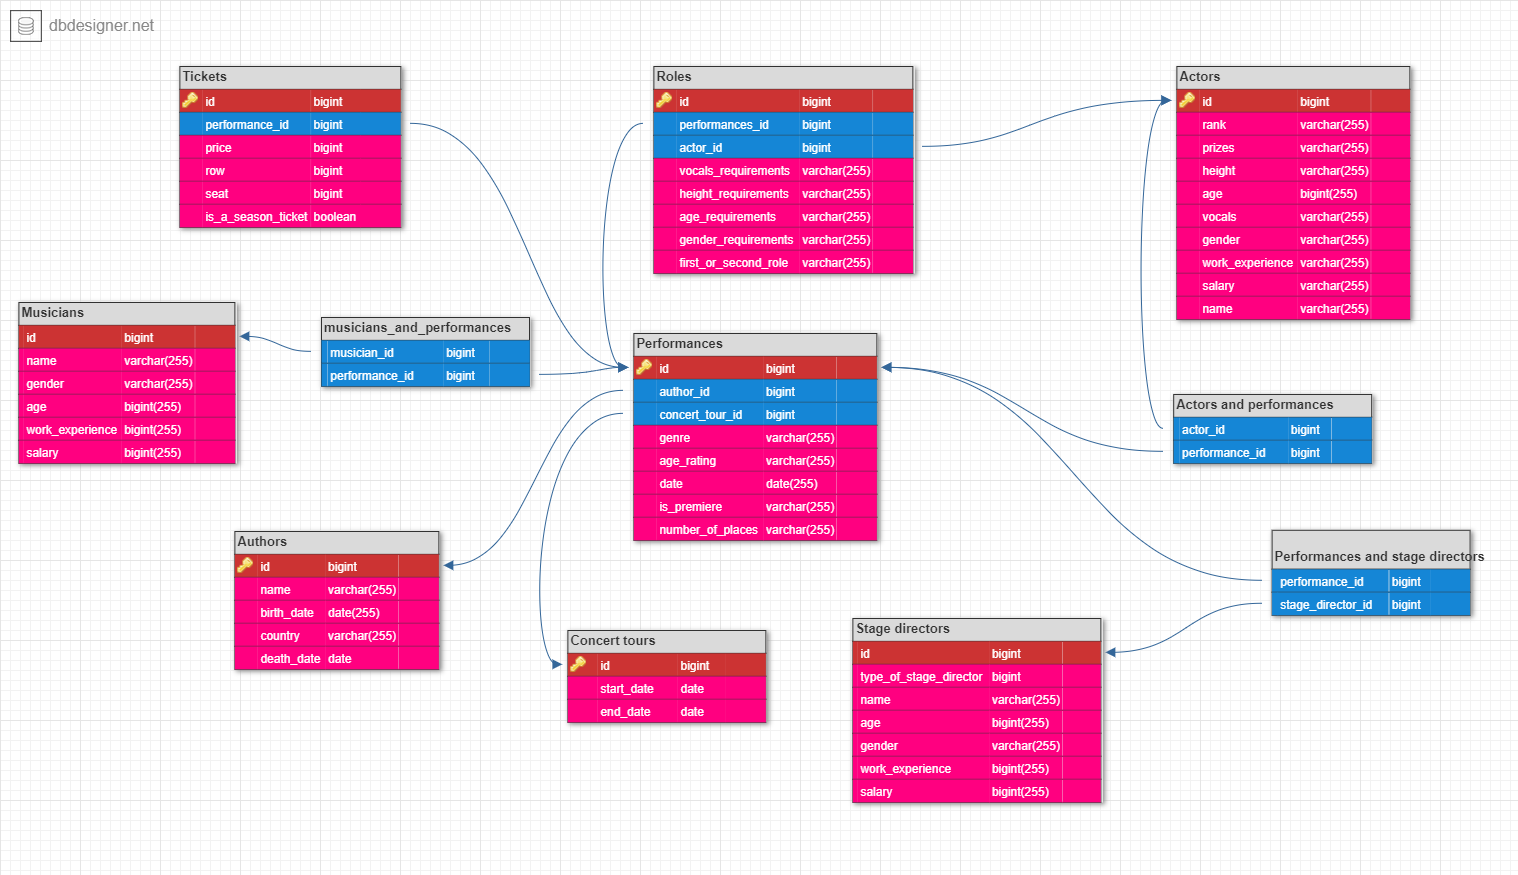 dbdesigner.net
Tickets
id bigint
performance_id bigint
price bigint
row bigint
seat bigint
is_a_season_ticket boolean
Roles
id bigint
performances_id bigint
actor_id bigint
vocals_requirements varchar(255)
height_requirements varchar(255)
age_requirements varchar(255)
gender_requirements varchar(255)
first_or_second_role varchar(255)
Actors
id bigint
rank varchar(255)
prizes varchar(255)
height varchar(255)
age bigint(255)
vocals varchar(255)
gender varchar(255)
work_experience varchar(255)
salary varchar(255)
name varchar(255)
Musicians
id bigint
name varchar(255)
gender varchar(255)
age bigint(255)
work_experience bigint(255)
salary bigint(255)
musicians_and_performances
musician_id bigint
performance_id bigint
Performances
id bigint
author_id bigint
concert_tour_id bigint
genre varchar(255)
age_rating varchar(255)
date date(255)
is_premiere varchar(255)
number_of_places varchar(255)
Actors and performances
actor_id bigint
performance_id bigint
Authors
id bigint
name varchar(255)
birth_date date(255)
country varchar(255)
death_date date
Performances and stage directors
performance_id bigint
stage_director_id bigint
Concert tours
id bigint
start_date date
end_date date
Stage directors
id bigint
type_of_stage_director bigint
name varchar(255)
age bigint(255)
gender varchar(255)
work_experience bigint(255)
salary bigint(255)